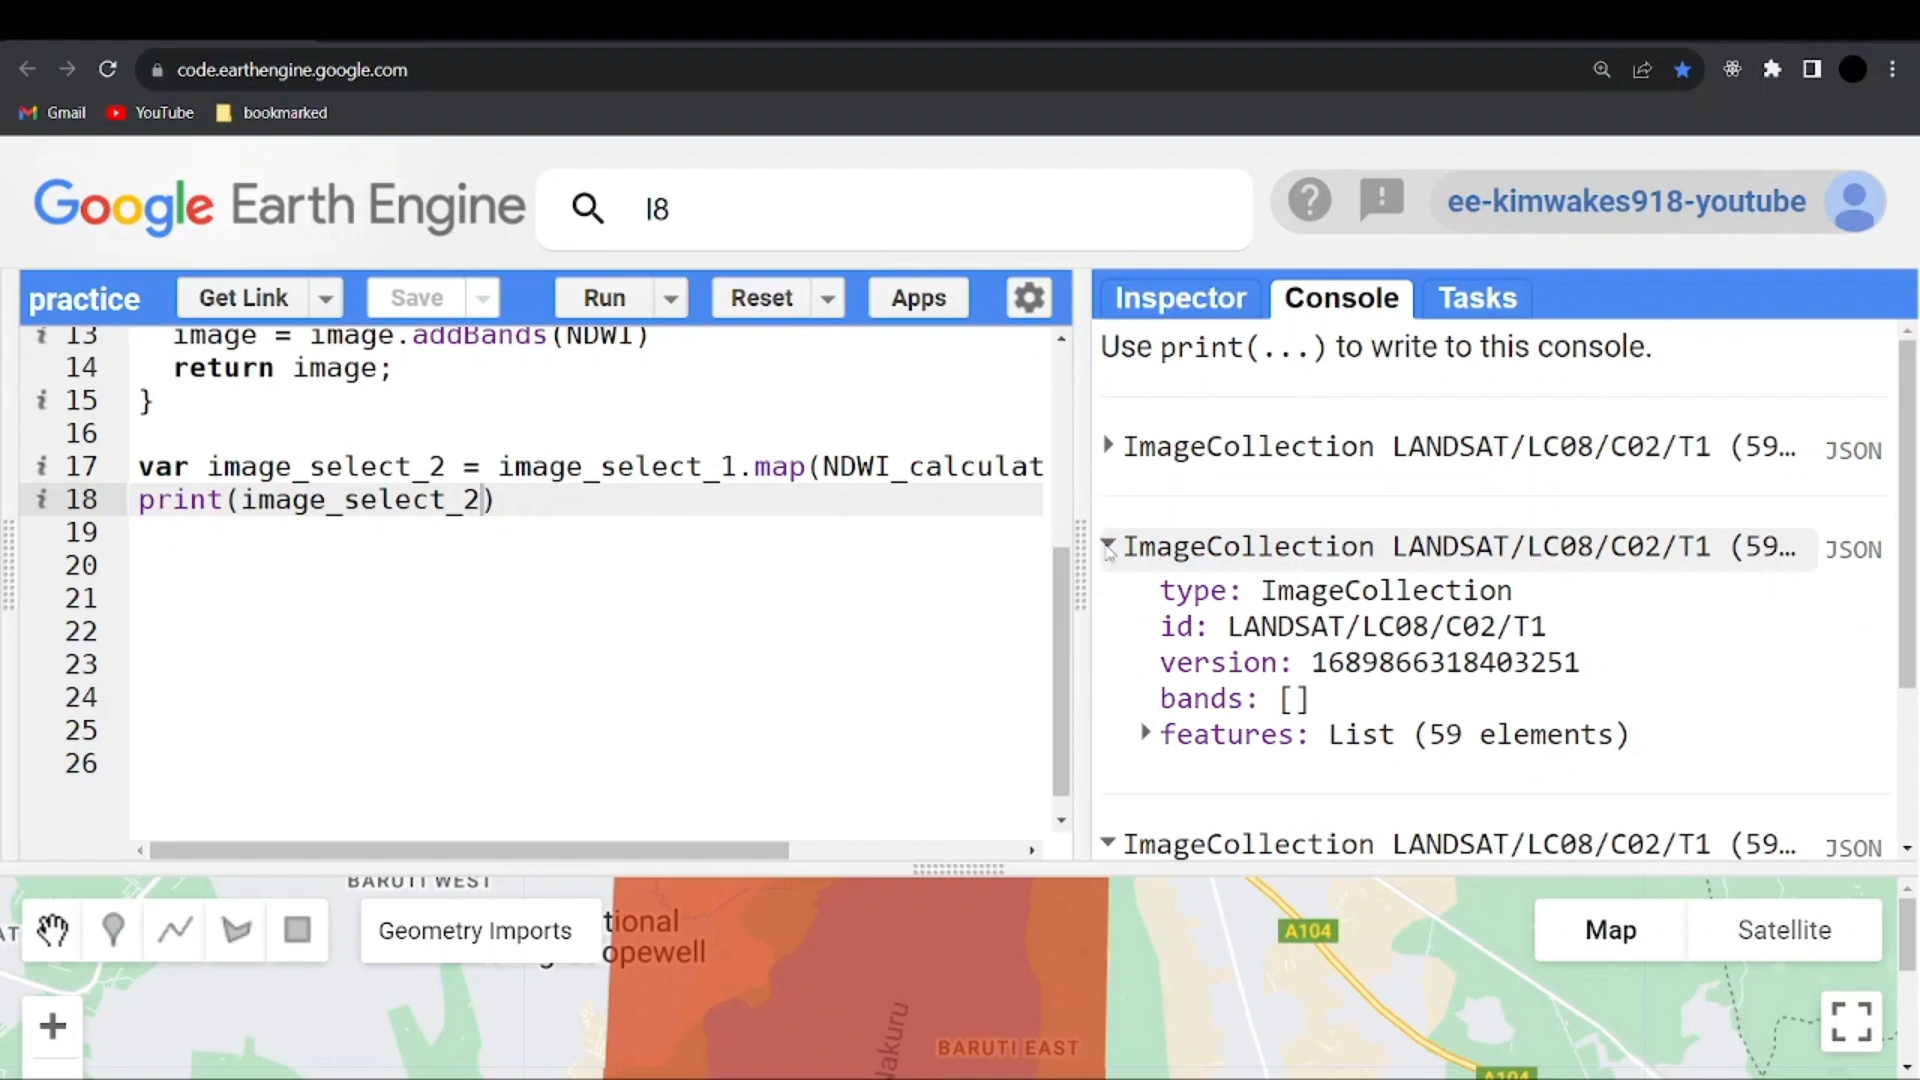 code.earthengine.google.com
Gmail YouTube bookmarked
Google Earth Engine
l8
ee-kimwakes918-youtube
practice Get Link Save Run Reset Apps
Inspector Console Tasks
13 image = image.addBands(NDWI)
14 return image;
15 }
16
17 var image_select_2 = image_select_1.map(NDWI_calculat
18 print(image_select_2)
19
20
21
22
23
24
25
26
Use print(...) to write to this console.
ImageCollection LANDSAT/LC08/C02/T1 (59… JSON
ImageCollection LANDSAT/LC08/C02/T1 (59… JSON
type: ImageCollection
id: LANDSAT/LC08/C02/T1
version: 1689866318403251
bands: []
features: List (59 elements)
ImageCollection LANDSAT/LC08/C02/T1 (59… JSON
BARUTI WEST
Geometry Imports
tional
opewell
A104
Map Satellite
Nakuru
BARUTI EAST
A104